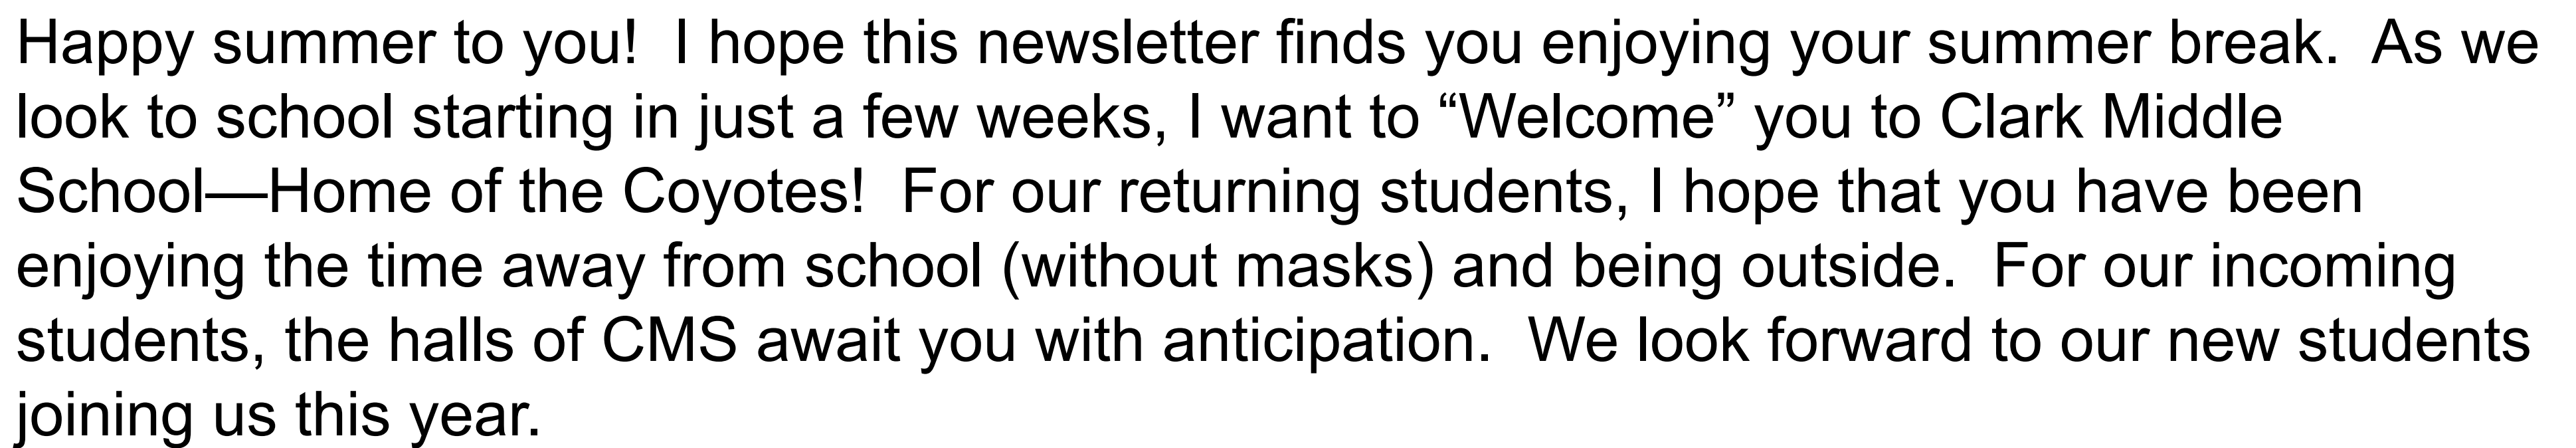 Happy summer to you!  I hope this newsletter finds you enjoying your summer break.  As we
look to school starting in just a few weeks, I want to “Welcome” you to Clark Middle
School—Home of the Coyotes!  For our returning students, I hope that you have been
enjoying the time away from school (without masks) and being outside.  For our incoming
students, the halls of CMS await you with anticipation.  We look forward to our new students
joining us this year.